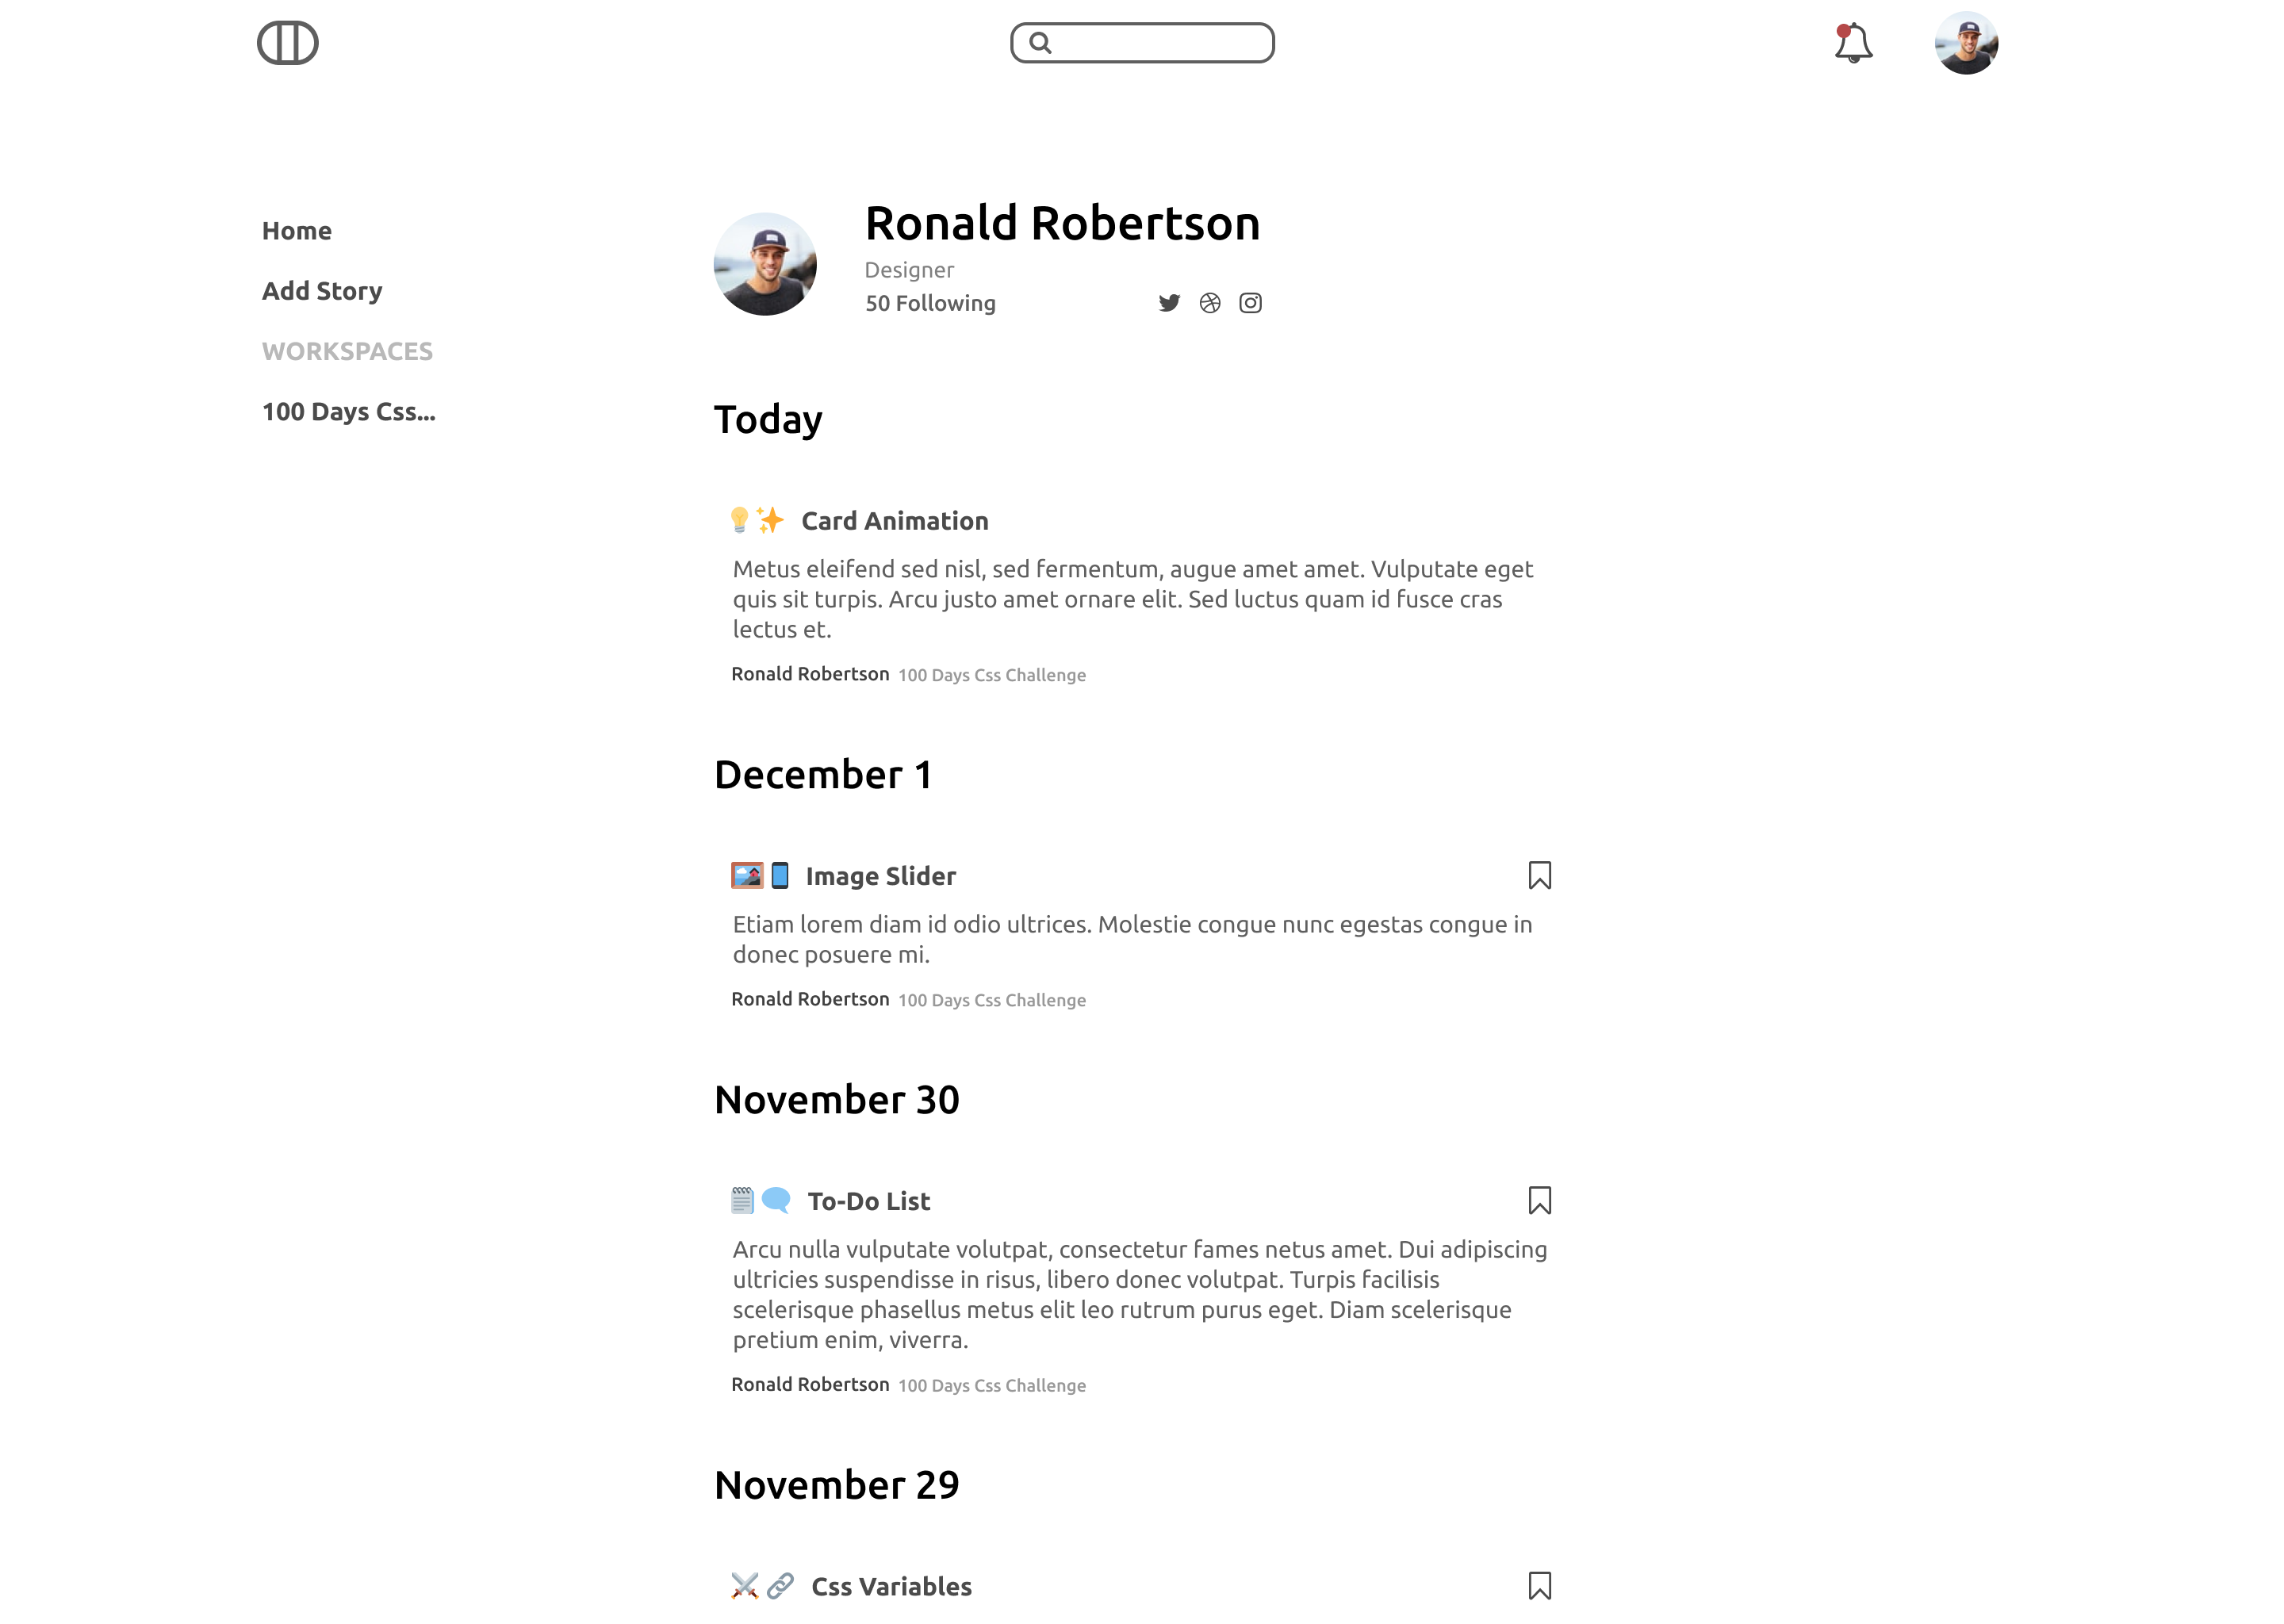 Home
Add Story
WORKSPACES
100 Days Css...
Ronald Robertson
Designer
50 Following
Today
Card Animation
Metus eleifend sed nisl, sed fermentum, augue amet amet. Vulputate eget
quis sit turpis. Arcu justo amet ornare elit. Sed luctus quam id fusce cras
lectus et.
Ronald Robertson 100 Days Css Challenge
December 1
Image Slider
Etiam lorem diam id odio ultrices. Molestie congue nunc egestas congue in
donec posuere mi.
Ronald Robertson 100 Days Css Challenge
November 30
To-Do List
Arcu nulla vulputate volutpat, consectetur fames netus amet. Dui adipiscing
ultricies suspendisse in risus, libero donec volutpat. Turpis facilisis
scelerisque phasellus metus elit leo rutrum purus eget. Diam scelerisque
pretium enim, viverra.
Ronald Robertson 100 Days Css Challenge
November 29
Css Variables